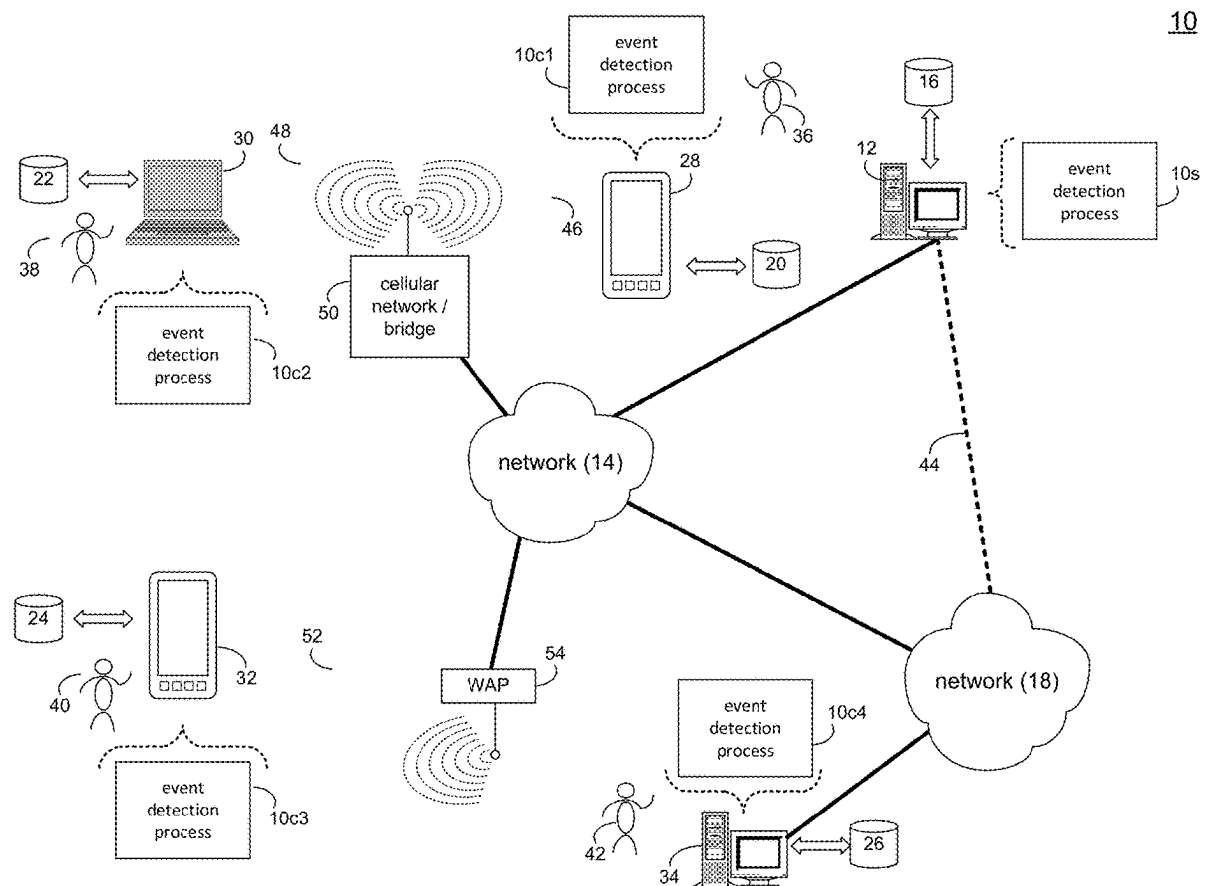 10
10c1
event
detection
process
36
16
12
event
detection
process
10s
30
48
22
28
38
46
20
50
cellular
network /
bridge
event
detection
process
10c2
network (14)
44
24
52
32
40
54
WAP
network (18)
event
detection
process
10c4
event
detection
process
10c3
42
34
26